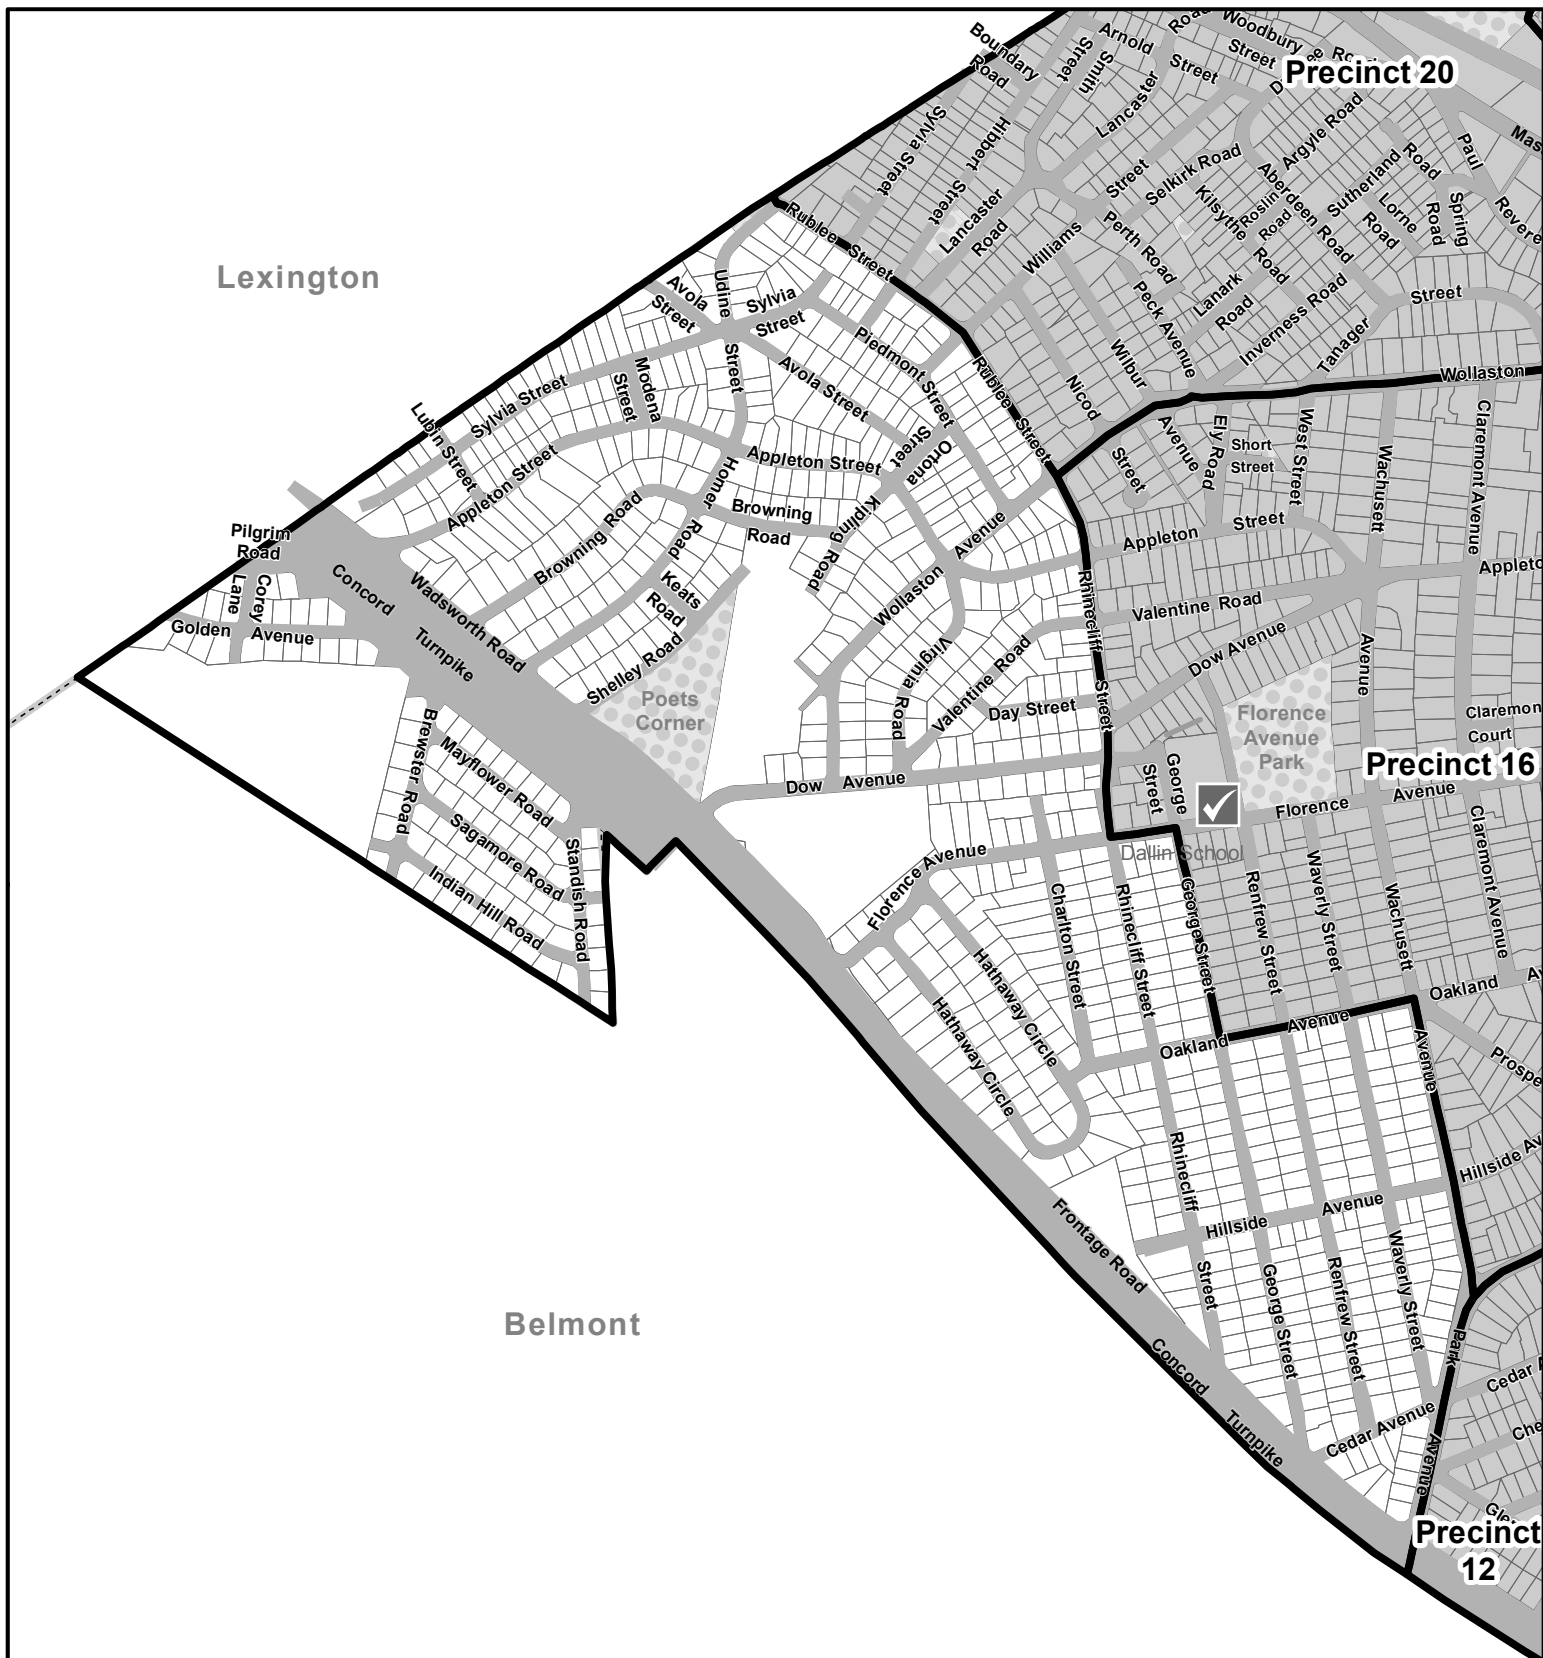 Boundary
Road
Arnold
Street
Road
Woodbury
Street
Precinct 20
Street
Smith
Lancaster
Sylvia Street
Hibbert
Street
Lancaster
Road
Street
Williams
Selkirk Road
Argyle Road
Aberdeen Road
Kilsythe
Road
Roslin
Road
Sutherland
Road
Lorne
Road
Spring
Road
Paul
Revere
Mas
Perth Road
Peck Avenue
Lanark
Road
Inverness Road
Tanager
Street
Wilbur
Avenue
Nicod
Street
Wollaston
Lexington
Rublee Street
Udine
Street
Avola
Street
Sylvia
Street
Piedmont Street
Avola Street
Rublee Street
Modena
Street
Sylvia Street
Lubin Street
Appleton Street
Appleton Street
Ortona
Street
Homer
Road
Browning Road
Browning
Road
Kipling Road
Wollaston
Avenue
Ely Road
Short
Street
West Street
Wachusett
Avenue
Claremont Avenue
Appleton
Street
Appleto
Pilgrim
Road
Corey
Lane
Golden
Avenue
Concord
Turnpike
Wadsworth Road
Keats
Road
Shelley Road
Poets
Corner
Virginia
Road
Valentine Road
Day Street
Rhinecliff
Street
Valentine Road
Dow Avenue
Florence
Avenue
Park
Claremon
Court
Precinct 16
Dow Avenue
George
Street
Florence
Avenue
Dallin School
Brewster Road
Mayflower Road
Sagamore Road
Indian Hill Road
Standish Road
Florence Avenue
Hathaway Circle
Hathaway Circle
Charlton Street
Rhinecliff Street
George Street
Renfrew Street
Waverly Street
Wachusett
Avenue
Claremont Avenue
Oakland
Av
Oakland
Avenue
Prospe
Hillside Av
Rhinecliff
Street
Hillside
Avenue
George Street
Renfrew Street
Waverly Street
Belmont
Frontage Road
Concord
Turnpike
Cedar Avenue
Park
Avenue
Cedar A
Che
Gle
Precinct
12